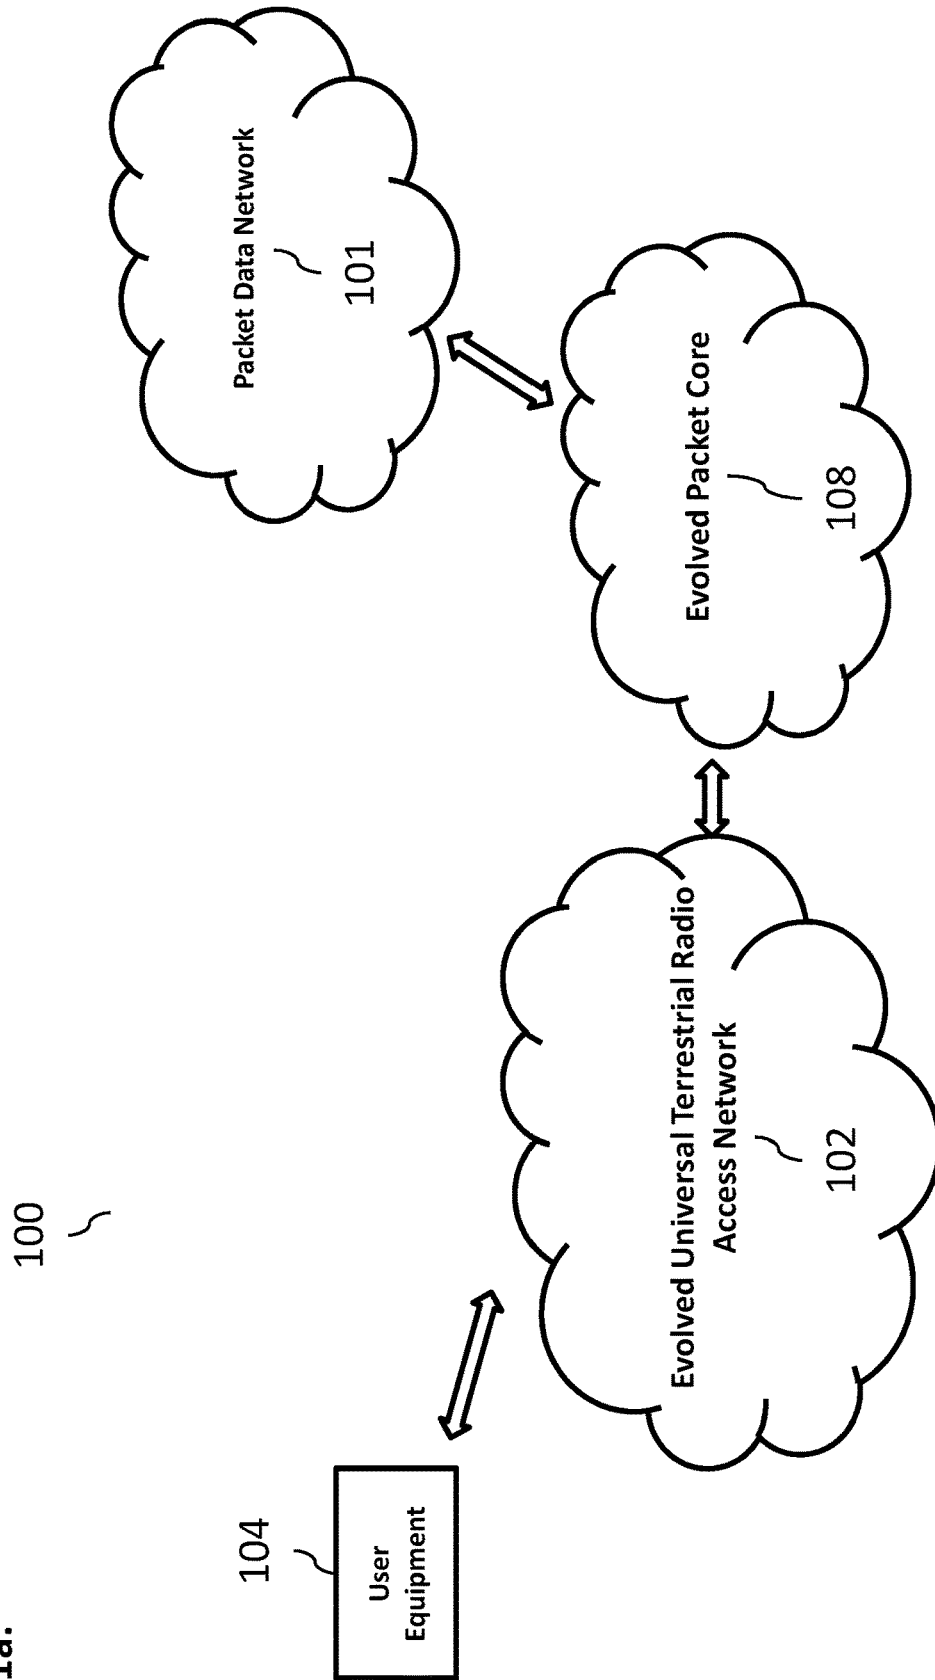 1a.
100
104
User
Equipment
Evolved Universal Terrestrial Radio
Access Network
102
Evolved Packet Core
108
Packet Data Network
101